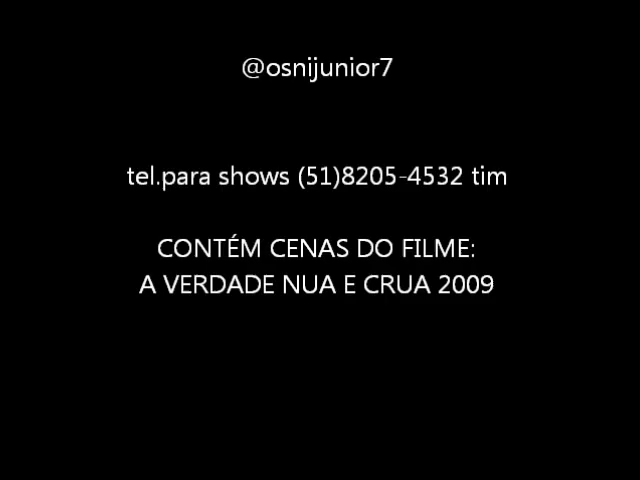 @osnijunior7
tel.para shows (51)8205-4532 tim
CONTÉM CENAS DO FILME:
A VERDADE NUA E CRUA 2009